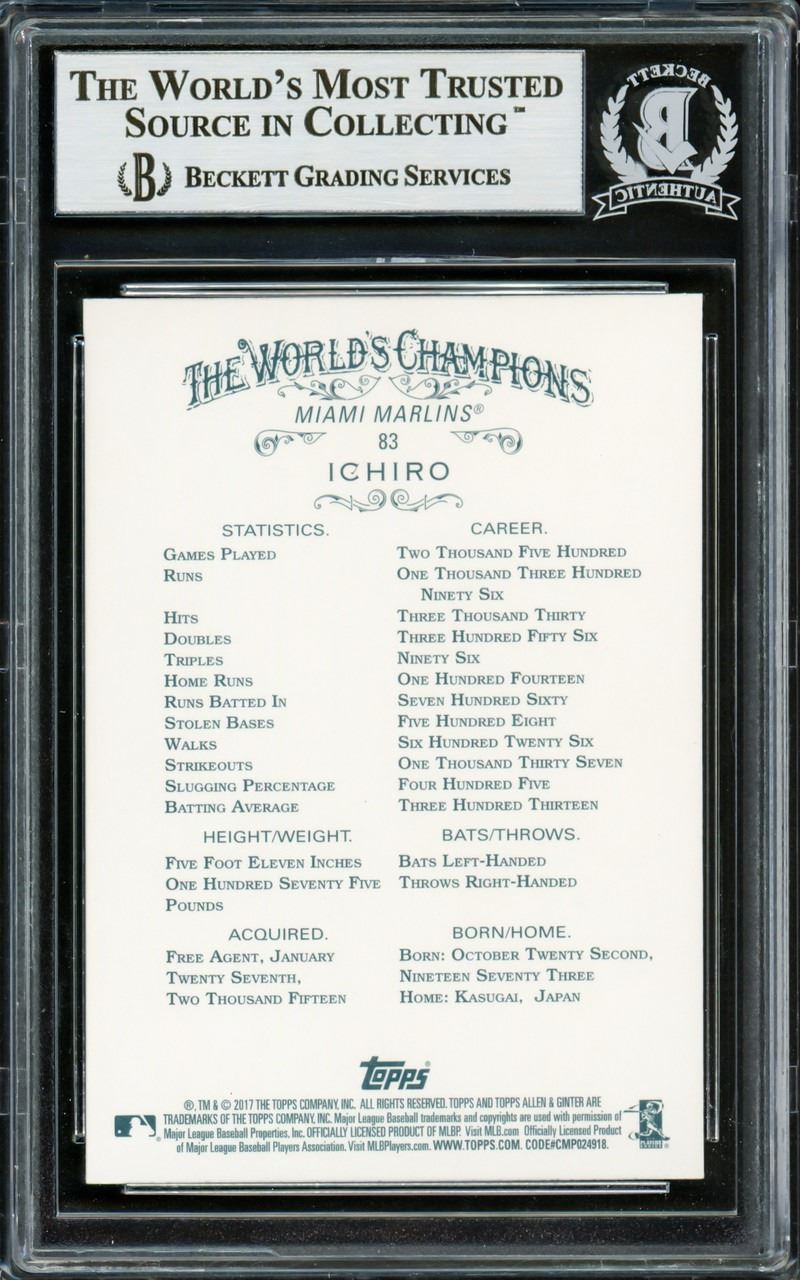 THE WORLD'S MOST TRUSTED
SOURCE IN COLLECTING™
B BECKETT GRADING SERVICES
BECKETT
B
AUTHENTIC
THE WORLD'S CHAMPIONS
MIAMI MARLINS®
83
ICHIRO
STATISTICS. CAREER.
GAMES PLAYED TWO THOUSAND FIVE HUNDRED
RUNS ONE THOUSAND THREE HUNDRED
NINETY SIX
HITS THREE THOUSAND THIRTY
DOUBLES THREE HUNDRED FIFTY SIX
TRIPLES NINETY SIX
HOME RUNS ONE HUNDRED FOURTEEN
RUNS BATTED IN SEVEN HUNDRED SIXTY
STOLEN BASES FIVE HUNDRED EIGHT
WALKS SIX HUNDRED TWENTY SIX
STRIKEOUTS ONE THOUSAND THIRTY SEVEN
SLUGGING PERCENTAGE FOUR HUNDRED FIVE
BATTING AVERAGE THREE HUNDRED THIRTEEN
HEIGHT/WEIGHT. BATS/THROWS.
FIVE FOOT ELEVEN INCHES BATS LEFT-HANDED
ONE HUNDRED SEVENTY FIVE THROWS RIGHT-HANDED
POUNDS
ACQUIRED. BORN/HOME.
FREE AGENT, JANUARY BORN: OCTOBER TWENTY SECOND,
TWENTY SEVENTH, NINETEEN SEVENTY THREE
TWO THOUSAND FIFTEEN HOME: KASUGAI, JAPAN
TOPPS®
®, TM & © 2017 THE TOPPS COMPANY, INC. ALL RIGHTS RESERVED. TOPPS AND TOPPS ALLEN & GINTER ARE
TRADEMARKS OF THE TOPPS COMPANY, INC. Major League Baseball trademarks and copyrights are used with permission of
Major League Baseball Properties, Inc. OFFICIALLY LICENSED PRODUCT OF MLBP. Visit MLB.com Officially Licensed Product
of Major League Baseball Players Association. Visit MLBPlayers.com. WWW.TOPPS.COM. CODE#CMP024918.